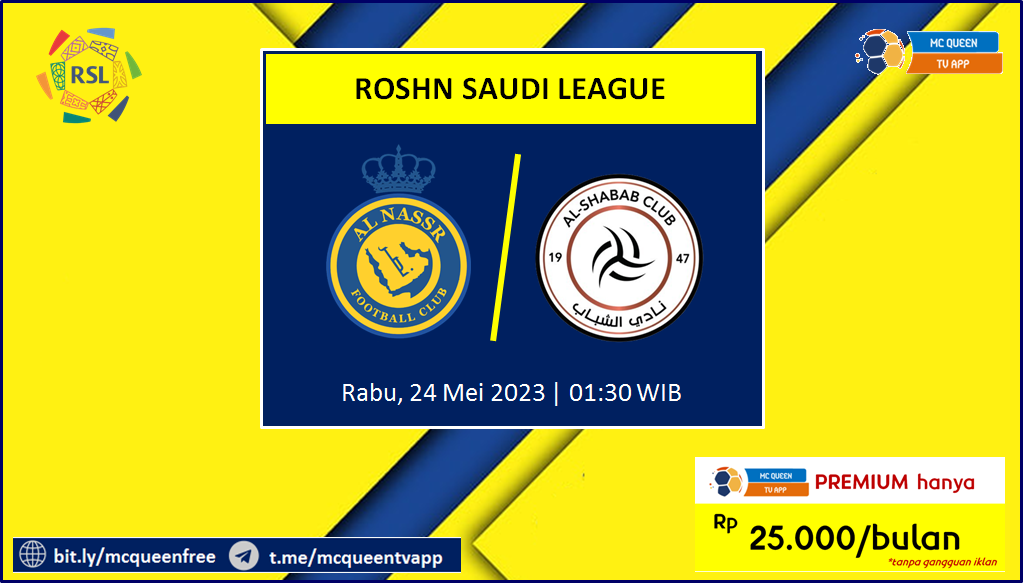 RSL
MC QUEEN
TV APP
ROSHN SAUDI LEAGUE
AL NASSR
FOOTBALL CLUB
AL-SHABAB CLUB
19 47
نادي الشباب
Rabu, 24 Mei 2023 | 01:30 WIB
MC QUEEN
TV APP
PREMIUM hanya
Rp 25.000/bulan
*tanpa gangguan iklan
bit.ly/mcqueenfree t.me/mcqueentvapp